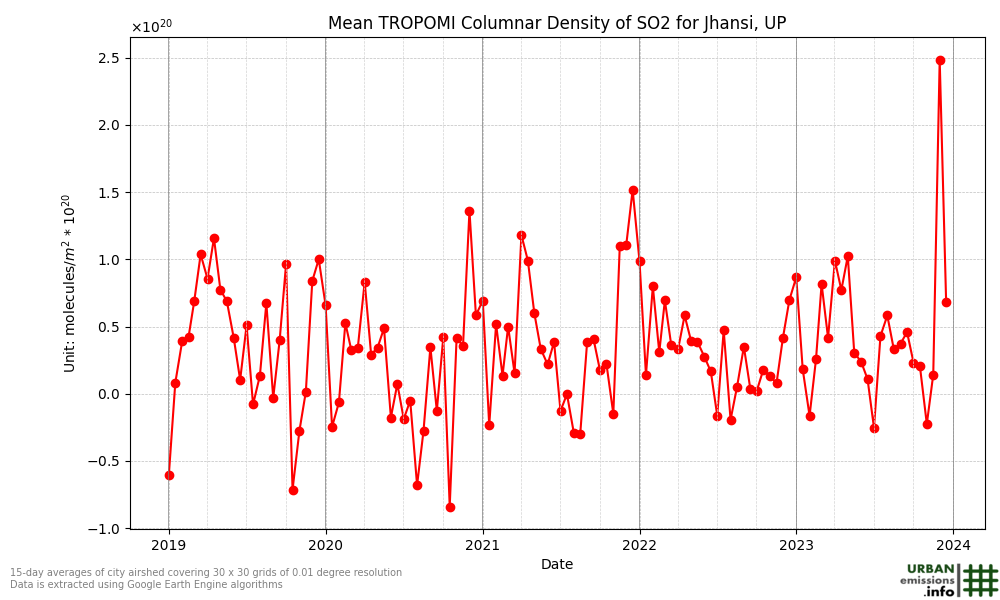 Mean TROPOMI Columnar Density of SO2 for Jhansi, UP
×10²⁰
2.5
2.0
1.5
1.0
0.5
0.0
−0.5
−1.0
Unit: molecules/m² * 10²⁰
2019 2020 2021 2022 2023 2024
Date
15-day averages of city airshed covering 30 x 30 grids of 0.01 degree resolution
Data is extracted using Google Earth Engine algorithms
URBAN
emissions
.info